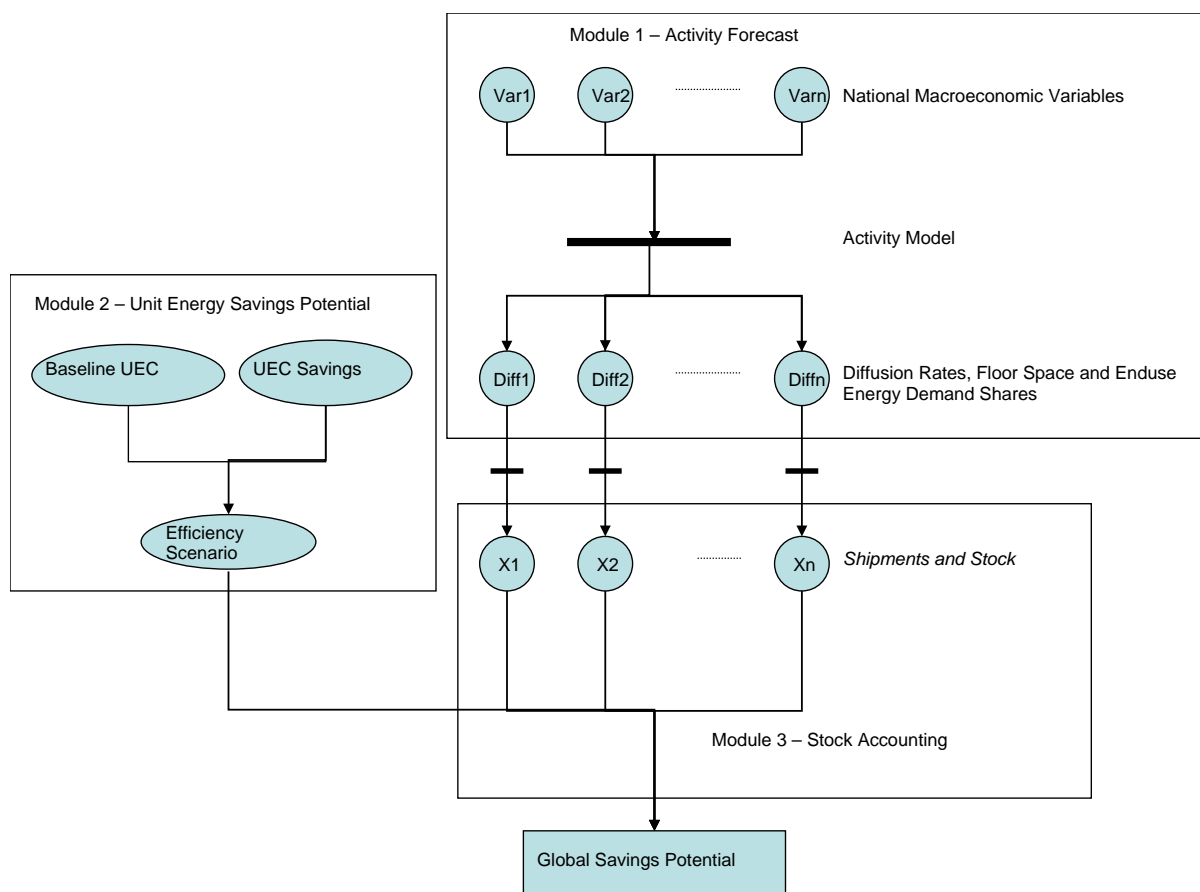 Module 1 – Activity Forecast
Var1
Var2
Varn
National Macroeconomic Variables
Activity Model
Module 2 – Unit Energy Savings Potential
Baseline UEC
UEC Savings
Diff1
Diff2
Diffn
Diffusion Rates, Floor Space and Enduse
Energy Demand Shares
Efficiency
Scenario
X1
X2
Xn
Shipments and Stock
Module 3 – Stock Accounting
Global Savings Potential